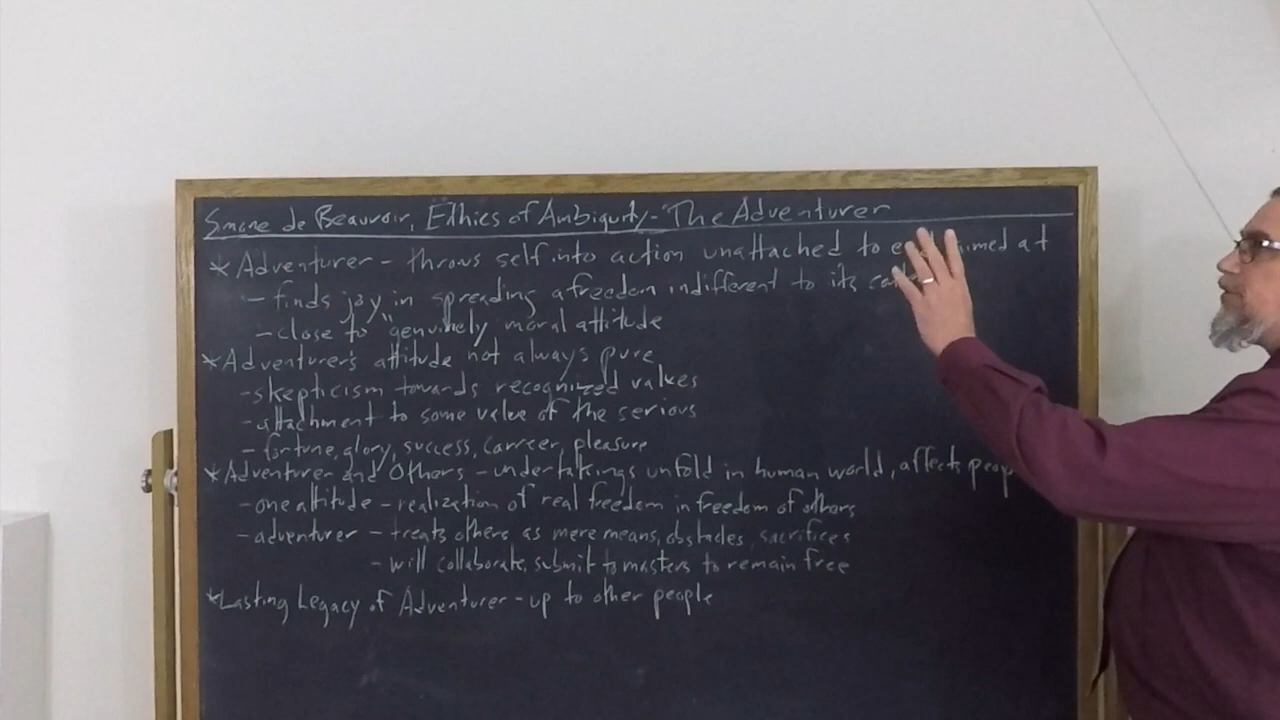 Simone de Beauvoir, Ethics of Ambiguity - "The Adventurer
* Adventurer - throws self into action unattached to aimed at
- finds joy in spreading a freedom indifferent to its
- close to "genuinely moral attitude
* Adventurer's attitude not always pure
- skepticism towards recognized values
- attachment to some value of the serious
- fortune, glory, success, carreer, pleasure
* Adventurer and Others - undertakings unfold in human world, affects
- one attitude - realization of real freedom in freedom of others
- adventurer - treats others as mere means, obstacles, sacrifices
- will collaborate, submit to masters to remain free
* Lasting Legacy of Adventurer - up to other people